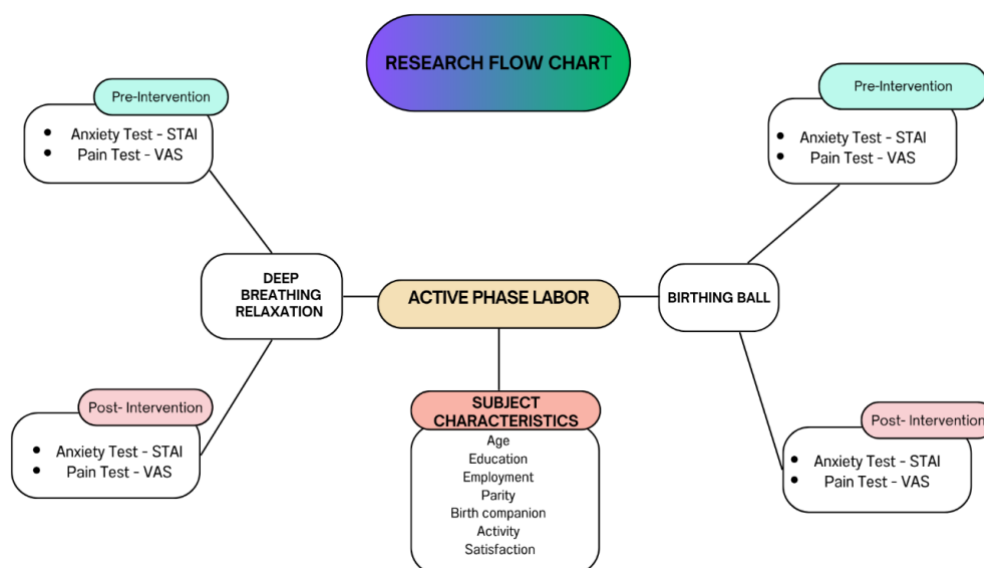 RESEARCH FLOW CHART
Pre-Intervention
• Anxiety Test - STAI
• Pain Test - VAS
Pre-Intervention
• Anxiety Test - STAI
• Pain Test - VAS
DEEP
BREATHING
RELAXATION
ACTIVE PHASE LABOR
BIRTHING BALL
Post- Intervention
• Anxiety Test - STAI
• Pain Test - VAS
SUBJECT
CHARACTERISTICS
Age
Education
Employment
Parity
Birth companion
Activity
Satisfaction
Post- Intervention
• Anxiety Test - STAI
• Pain Test - VAS